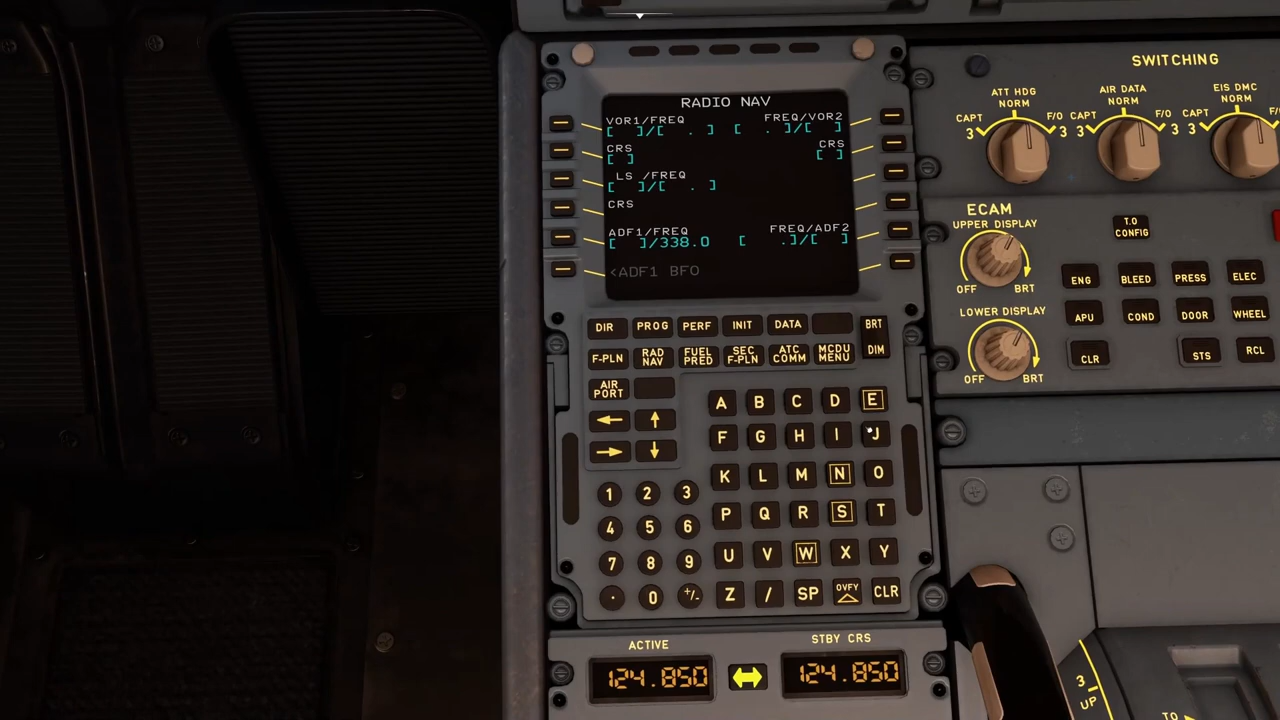 RADIO NAV
VOR1/FREQ FREQ/VOR2
[ ]/[ . ] [ . ]/[ ]
CRS CRS
[ ] [ ]
LS /FREQ
[ ]/[ . ]
CRS
ADF1/FREQ FREQ/ADF2
[ ]/338.0 [ .]/[ ]
<ADF1 BFO
DIR PROG PERF INIT DATA BRT
F-PLN RAD NAV FUEL PRED SEC F-PLN ATC COMM MCDU MENU DIM
AIR PORT
← ↑
→ ↓
A B C D E
F G H I J
K L M N O
P Q R S T
U V W X Y
Z / SP OVFY CLR
1 2 3
4 5 6
7 8 9
. 0 +/-
ACTIVE STBY CRS
124.850 124.850
SWITCHING
ATT HDG AIR DATA EIS DMC
NORM NORM NORM
CAPT F/O CAPT F/O CAPT F/O
3 3 3 3 3
ECAM
UPPER DISPLAY
OFF BRT
LOWER DISPLAY
OFF BRT
T.O
CONFIG
ENG BLEED PRESS ELEC
APU COND DOOR WHEEL
CLR STS RCL
3
UP
TO